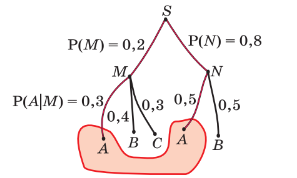 S
P(M) = 0,2
P(N) = 0,8
M
N
P(A|M) = 0,3
0,4
0,3
0,5
0,5
A
B
C
A
B